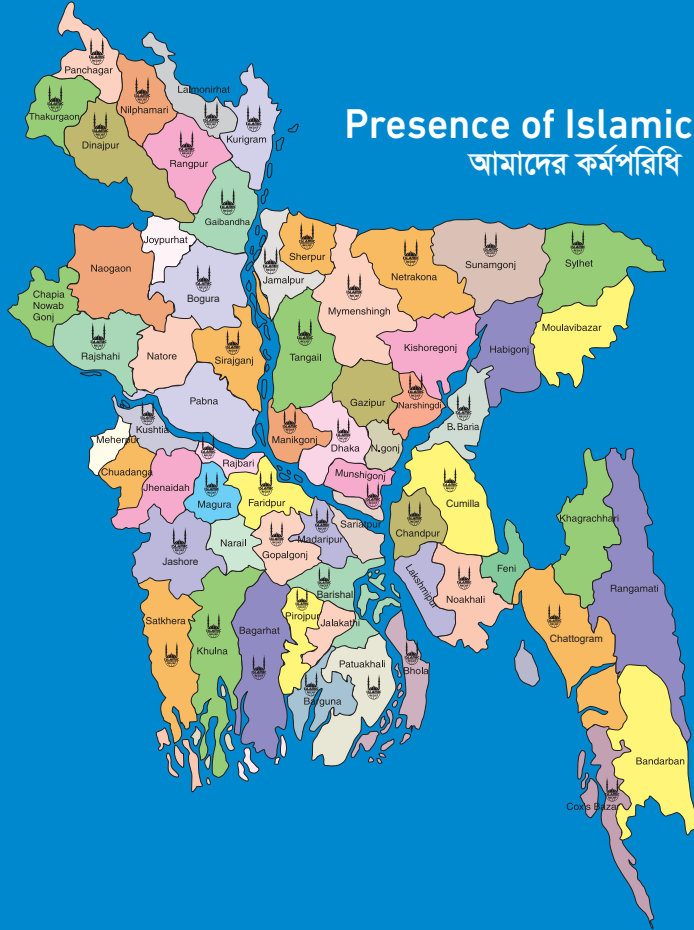 Presence of Islamic
আমাদের কর্মপরিধি
Panchagar
Thakurgaon
Nilphamari
Lalmonirhat
Dinajpur
Rangpur
Kurigram
Gaibandha
Joypurhat
Naogaon
Bogura
Jamalpur
Sherpur
Netrakona
Sunamgonj
Sylhet
Mymenshingh
Chapia
Nowab
Gonj
Rajshahi
Natore
Sirajganj
Tangail
Kishoregonj
Habigonj
Moulavibazar
Pabna
Gazipur
Narshingdi
B.Baria
Kushtia
Meherpur
Manikgonj
Dhaka
N.gonj
Rajbari
Chuadanga
Jhenaidah
Magura
Faridpur
Munshigonj
Cumilla
Sariatpur
Khagrachhari
Jashore
Narail
Gopalgonj
Madaripur
Chandpur
Feni
Rangamati
Lakshmipur
Noakhali
Barishal
Satkhera
Khulna
Bagarhat
Pirojpur
Jalakathi
Chattogram
Patuakhali
Bhola
Barguna
Bandarban
Cox's Bazar